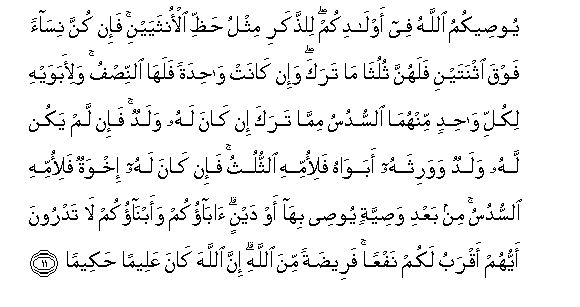 يُوصِيكُمُ ٱللَّهُ فِىٓ أَوْلَـٰدِكُمْ ۖ لِلذَّكَرِ مِثْلُ حَظِّ ٱلْأُنثَيَيْنِ ۚ فَإِن كُنَّ نِسَآءً
فَوْقَ ٱثْنَتَيْنِ فَلَهُنَّ ثُلُثَا مَا تَرَكَ ۖ وَإِن كَانَتْ وَٰحِدَةً فَلَهَا ٱلنِّصْفُ ۚ وَلِأَبَوَيْهِ
لِكُلِّ وَٰحِدٍ مِّنْهُمَا ٱلسُّدُسُ مِمَّا تَرَكَ إِن كَانَ لَهُۥ وَلَدٌ ۚ فَإِن لَّمْ يَكُن
لَّهُۥ وَلَدٌ وَوَرِثَهُۥٓ أَبَوَاهُ فَلِأُمِّهِ ٱلثُّلُثُ ۚ فَإِن كَانَ لَهُۥٓ إِخْوَةٌ فَلِأُمِّهِ
ٱلسُّدُسُ ۚ مِنۢ بَعْدِ وَصِيَّةٍ يُوصِى بِهَآ أَوْ دَيْنٍ ۗ ءَابَآؤُكُمْ وَأَبْنَآؤُكُمْ لَا تَدْرُونَ
أَيُّهُمْ أَقْرَبُ لَكُمْ نَفْعًا ۚ فَرِيضَةً مِّنَ ٱللَّهِ ۗ إِنَّ ٱللَّهَ كَانَ عَلِيمًا حَكِيمًا ١١